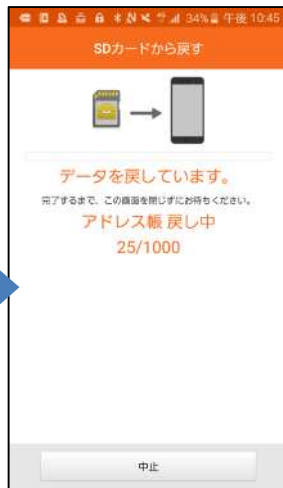 34% 午後 10:45
SDカードから戻す
データを戻しています。
完了するまで、この画面を閉じずにお待ちください。
アドレス帳 戻し中
25/1000
中止